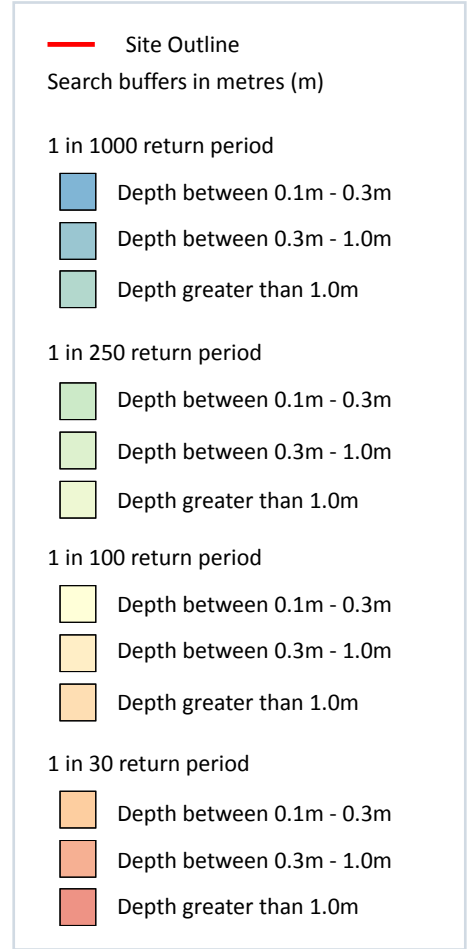 Site Outline
Search buffers in metres (m)
1 in 1000 return period
Depth between 0.1m - 0.3m
Depth between 0.3m - 1.0m
Depth greater than 1.0m
1 in 250 return period
Depth between 0.1m - 0.3m
Depth between 0.3m - 1.0m
Depth greater than 1.0m
1 in 100 return period
Depth between 0.1m - 0.3m
Depth between 0.3m - 1.0m
Depth greater than 1.0m
1 in 30 return period
Depth between 0.1m - 0.3m
Depth between 0.3m - 1.0m
Depth greater than 1.0m